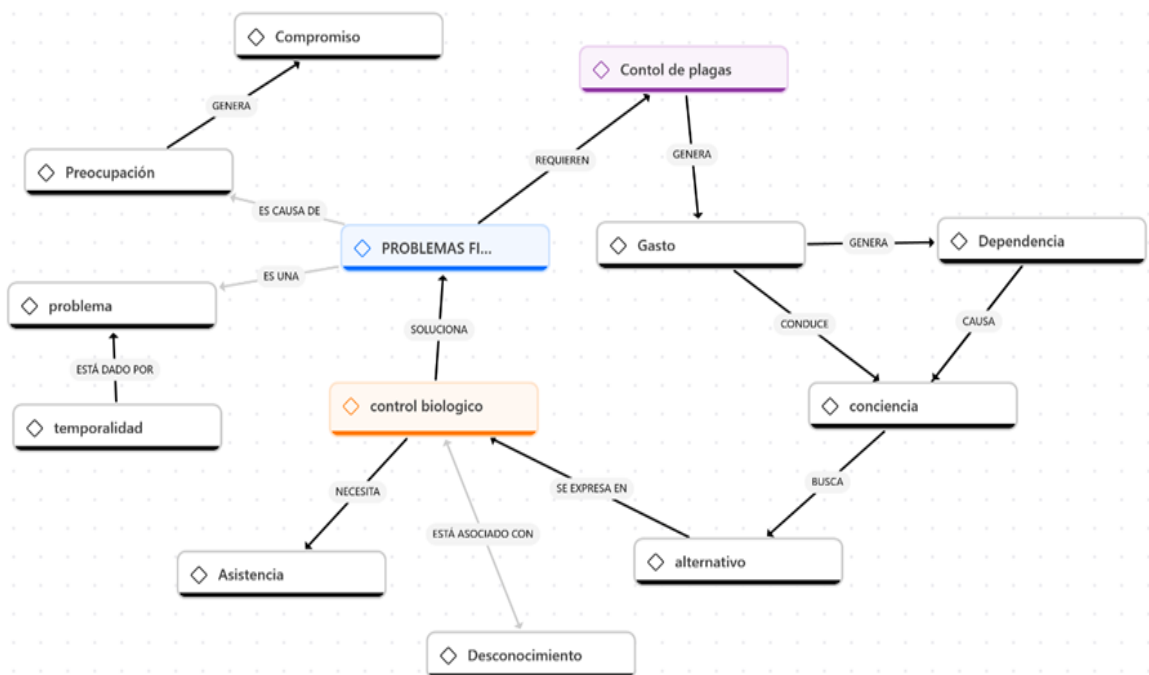 Compromiso
Contol de plagas
GENERA
REQUIEREN
GENERA
Preocupación
ES CAUSA DE
PROBLEMAS FI...
Gasto
GENERA
Dependencia
ES UNA
problema
SOLUCIONA
CONDUCE
CAUSA
ESTÁ DADO POR
temporalidad
control biologico
conciencia
NECESITA
SE EXPRESA EN
BUSCA
ESTÁ ASOCIADO CON
Asistencia
alternativo
Desconocimiento